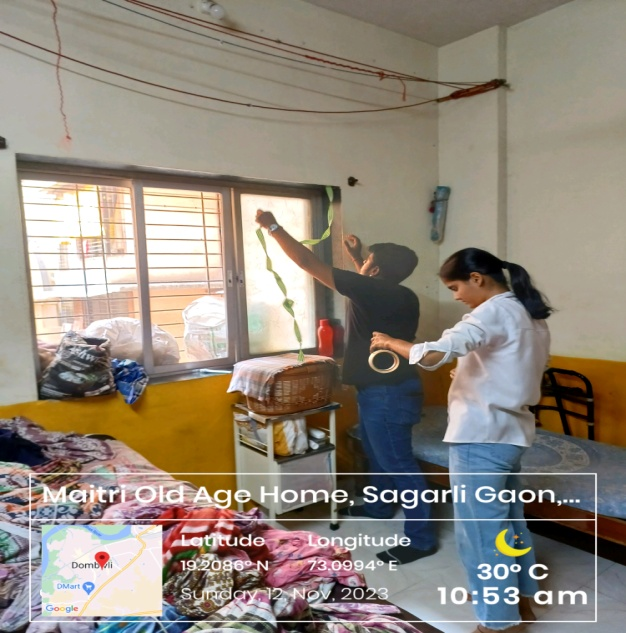 Maitri Old Age Home, Sagarli Gaon,...
Latitude Longitude
19.2086° N 73.0994° E
Sunday, 12, Nov, 2023
30° C
10:53 am
Dombivli
DMart
Google